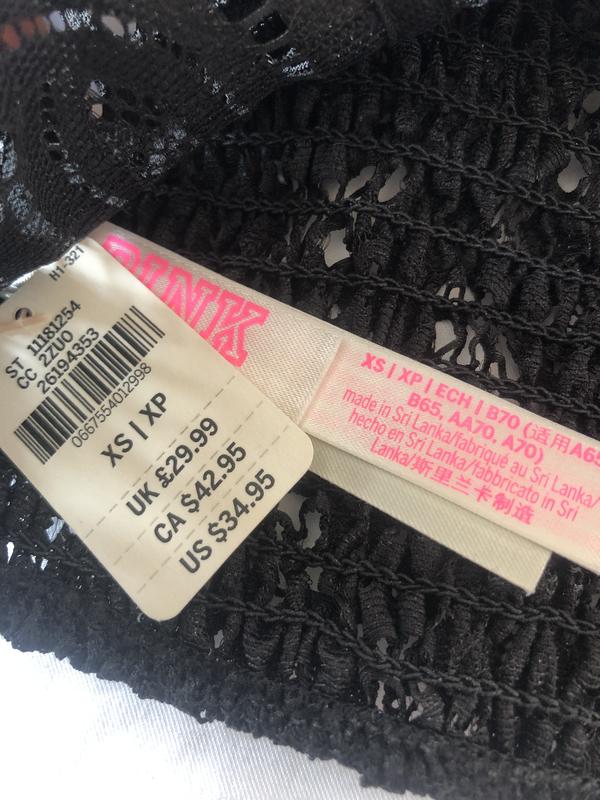 H1-321
ST 11181254
CC 2ZU0
26194353
0667554012998
XS | XP
UK £29.99
CA $42.95
US $34.95
PINK
XS | XP | ECH | B70 (适用A65
B65, AA70, A70)
made in Sri Lanka/fabriqué au Sri Lanka/
hecho en Sri Lanka/fabbricato in Sri
Lanka/斯里兰卡制造